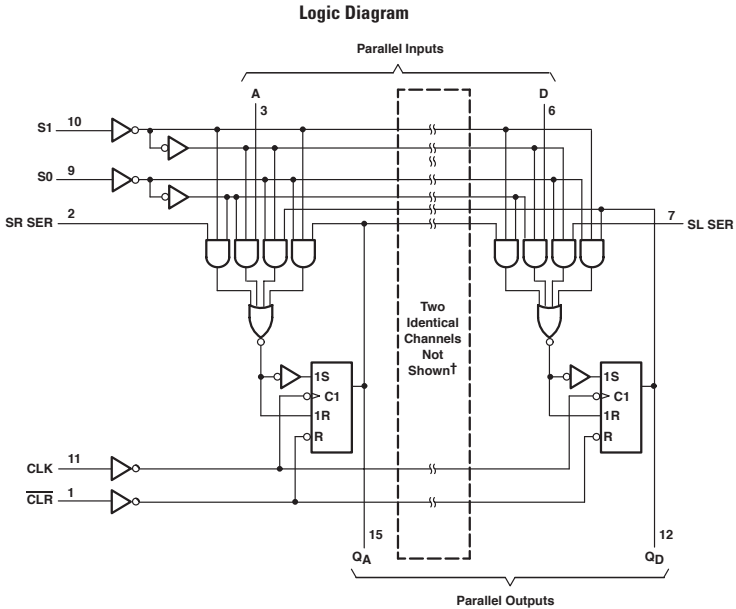 Logic Diagram
Parallel Inputs
A
3
D
6
S1 10
S0 9
SR SER 2
7 SL SER
Two
Identical
Channels
Not
Shown†
1S
C1
1R
R
1S
C1
1R
R
CLK 11
CLR 1
15
QA
12
QD
Parallel Outputs